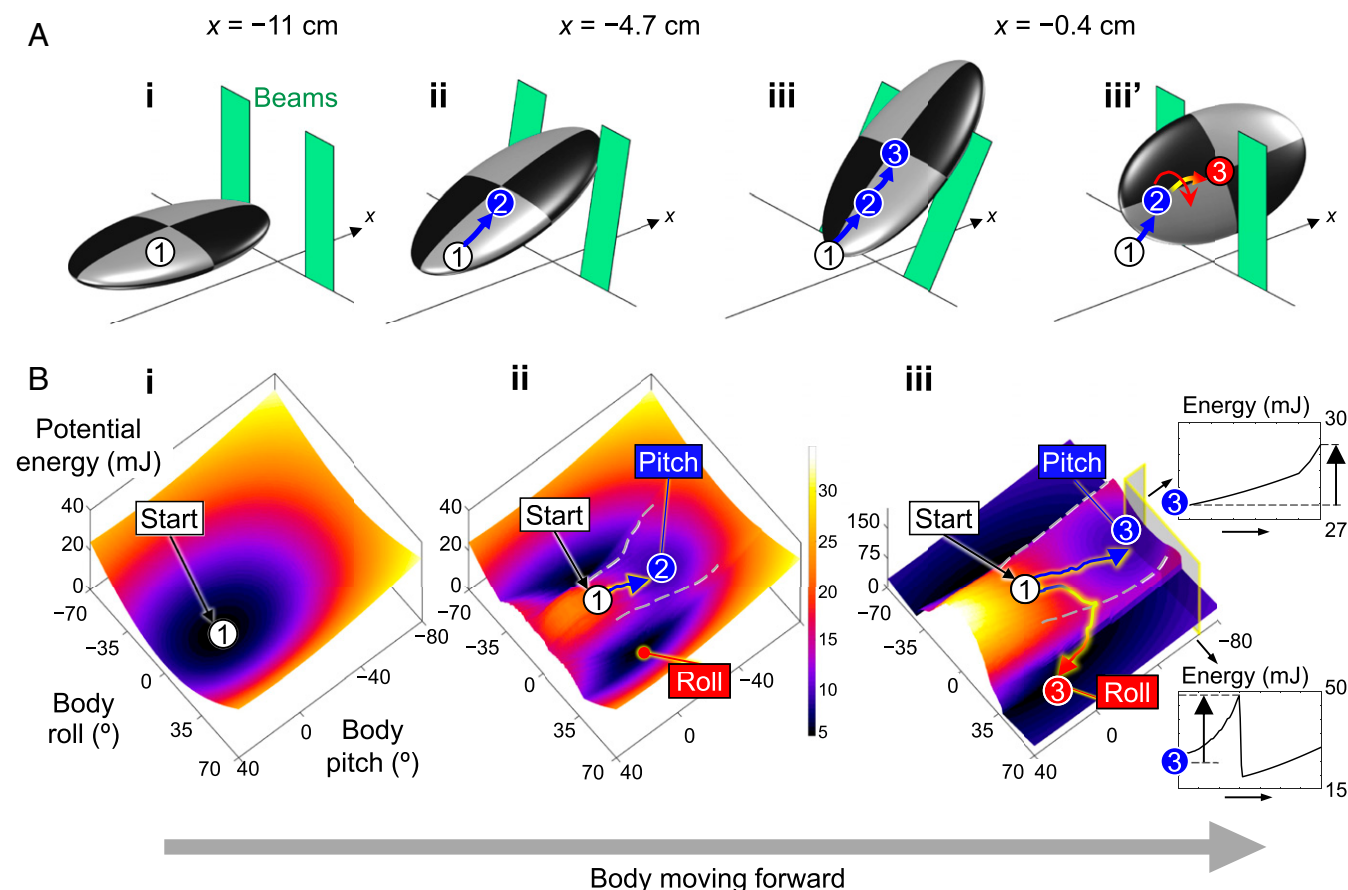 A
x = −11 cm
x = −4.7 cm
x = −0.4 cm
i
Beams
ii
iii
iii’
1
x
1
2
x
1
2
3
x
1
2
3
x
B
i
ii
iii
Potential
energy (mJ)
40
20
0
−70
−35
0
35
70
40
0
−40
−80
Start
1
Body
roll (º)
Body
pitch (º)
40
20
0
−70
−35
0
35
70
40
0
−40
Start
1
Pitch
2
Roll
30
25
20
15
10
5
150
75
0
−70
−35
0
35
70
40
0
−80
Start
1
Pitch
3
3
Roll
Energy (mJ)
30
3
27
Energy (mJ)
50
3
15
Body moving forward